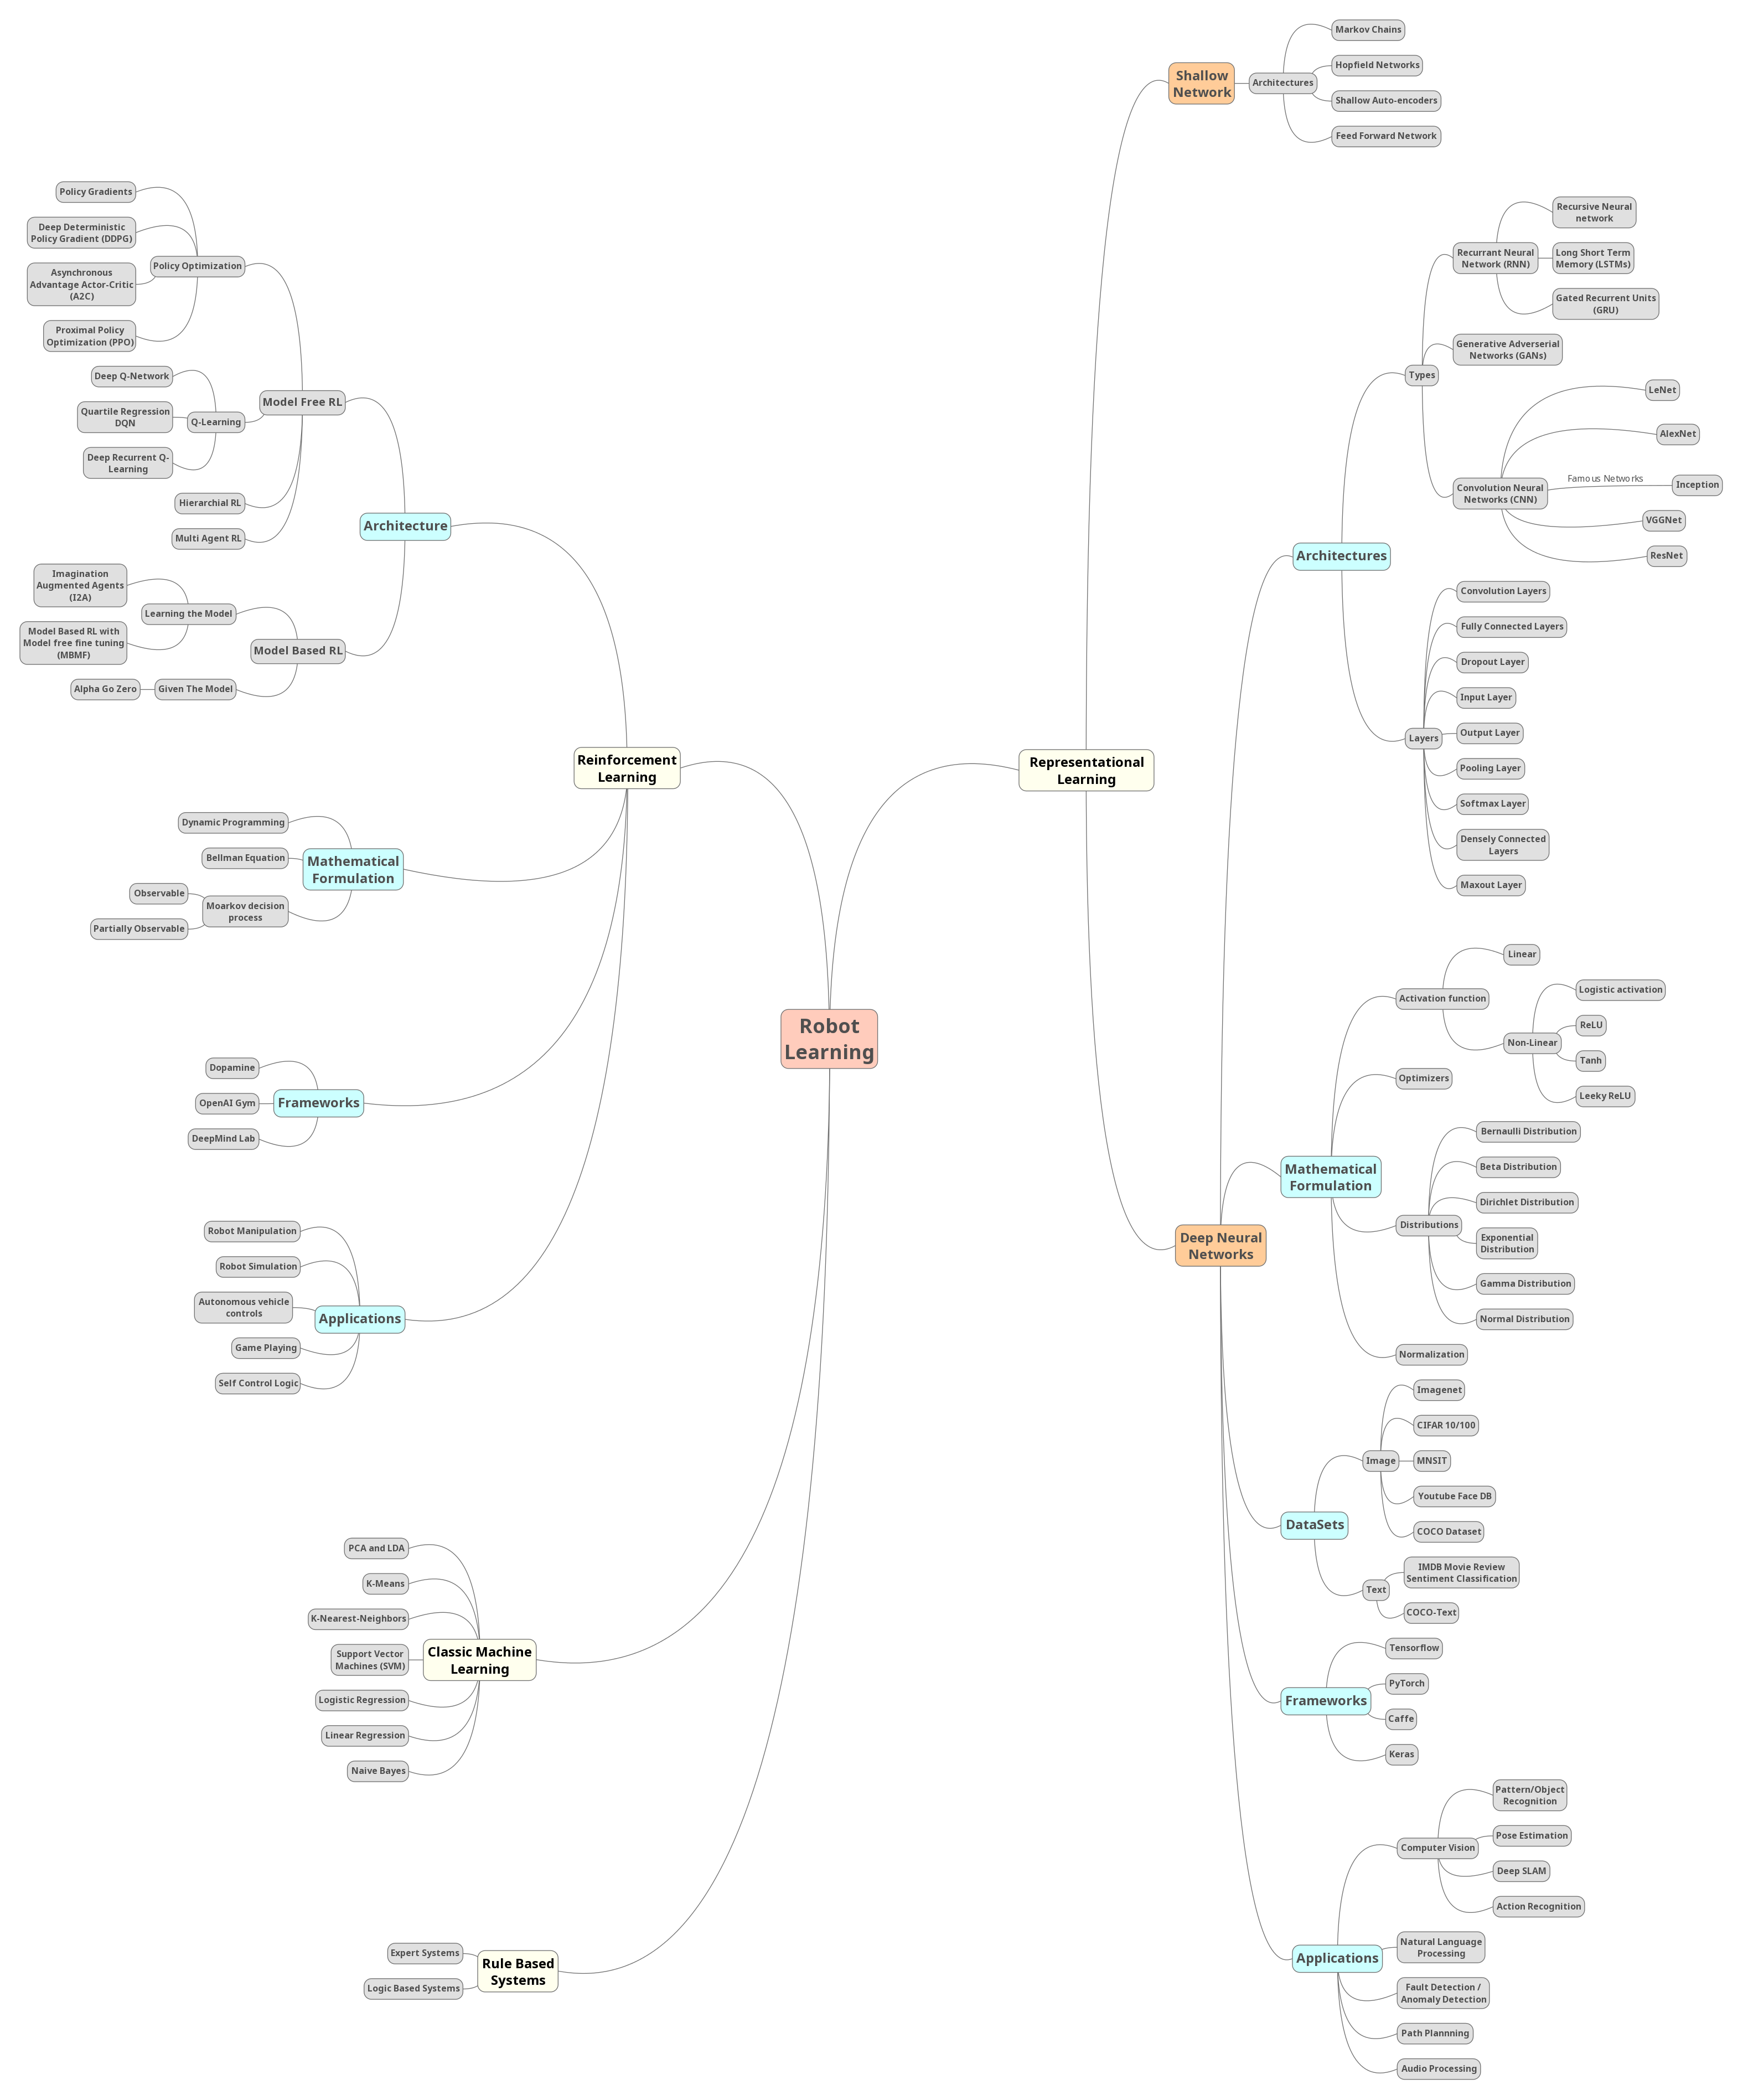 Robot
Learning
Reinforcement
Learning
Architecture
Model Free RL
Policy Optimization
Policy Gradients
Deep Deterministic
Policy Gradient (DDPG)
Asynchronous
Advantage Actor-Critic
(A2C)
Proximal Policy
Optimization (PPO)
Q-Learning
Deep Q-Network
Quartile Regression
DQN
Deep Recurrent Q-
Learning
Hierarchial RL
Multi Agent RL
Model Based RL
Learning the Model
Imagination
Augmented Agents
(I2A)
Model Based RL with
Model free fine tuning
(MBMF)
Given The Model
Alpha Go Zero
Mathematical
Formulation
Dynamic Programming
Bellman Equation
Moarkov decision
process
Observable
Partially Observable
Frameworks
Dopamine
OpenAI Gym
DeepMind Lab
Applications
Robot Manipulation
Robot Simulation
Autonomous vehicle
controls
Game Playing
Self Control Logic
Classic Machine
Learning
PCA and LDA
K-Means
K-Nearest-Neighbors
Support Vector
Machines (SVM)
Logistic Regression
Linear Regression
Naive Bayes
Rule Based
Systems
Expert Systems
Logic Based Systems
Representational
Learning
Shallow
Network
Architectures
Markov Chains
Hopfield Networks
Shallow Auto-encoders
Feed Forward Network
Deep Neural
Networks
Architectures
Types
Recurrant Neural
Network (RNN)
Recursive Neural
network
Long Short Term
Memory (LSTMs)
Gated Recurrent Units
(GRU)
Generative Adverserial
Networks (GANs)
Convolution Neural
Networks (CNN)
Famous Networks
LeNet
AlexNet
Inception
VGGNet
ResNet
Layers
Convolution Layers
Fully Connected Layers
Dropout Layer
Input Layer
Output Layer
Pooling Layer
Softmax Layer
Densely Connected
Layers
Maxout Layer
Mathematical
Formulation
Activation function
Linear
Non-Linear
Logistic activation
ReLU
Tanh
Leeky ReLU
Optimizers
Distributions
Bernaulli Distribution
Beta Distribution
Dirichlet Distribution
Exponential
Distribution
Gamma Distribution
Normal Distribution
Normalization
DataSets
Image
Imagenet
CIFAR 10/100
MNSIT
Youtube Face DB
COCO Dataset
Text
IMDB Movie Review
Sentiment Classification
COCO-Text
Frameworks
Tensorflow
PyTorch
Caffe
Keras
Applications
Computer Vision
Pattern/Object
Recognition
Pose Estimation
Deep SLAM
Action Recognition
Natural Language
Processing
Fault Detection /
Anomaly Detection
Path Plannning
Audio Processing